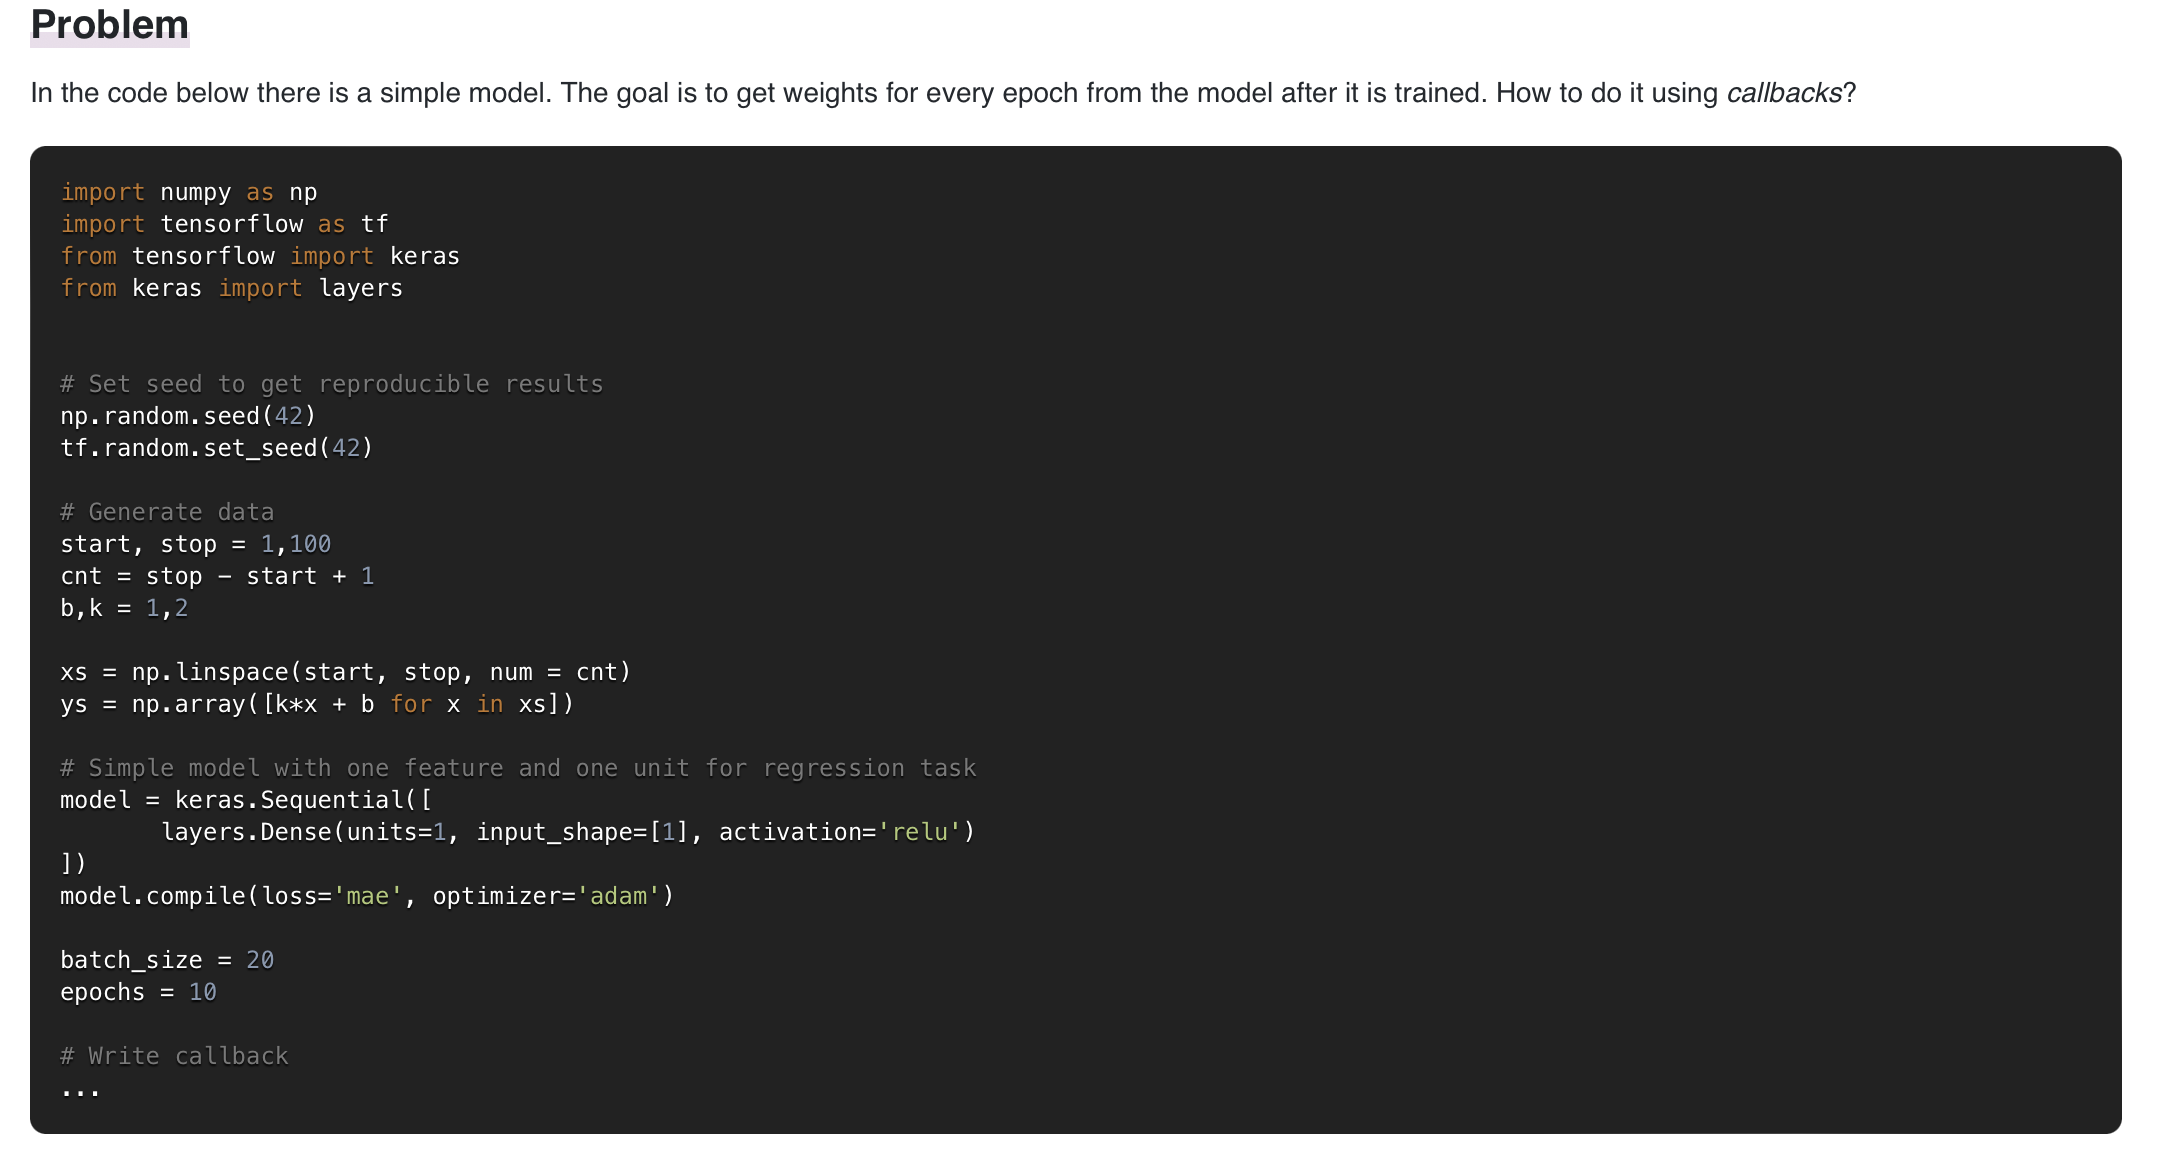 Problem
In the code below there is a simple model. The goal is to get weights for every epoch from the model after it is trained. How to do it using callbacks?
import numpy as np
import tensorflow as tf
from tensorflow import keras
from keras import layers
# Set seed to get reproducible results
np.random.seed(42)
tf.random.set_seed(42)
# Generate data
start, stop = 1,100
cnt = stop - start + 1
b,k = 1,2
xs = np.linspace(start, stop, num = cnt)
ys = np.array([k*x + b for x in xs])
# Simple model with one feature and one unit for regression task
model = keras.Sequential([
       layers.Dense(units=1, input_shape=[1], activation='relu')
])
model.compile(loss='mae', optimizer='adam')
batch_size = 20
epochs = 10
# Write callback
...